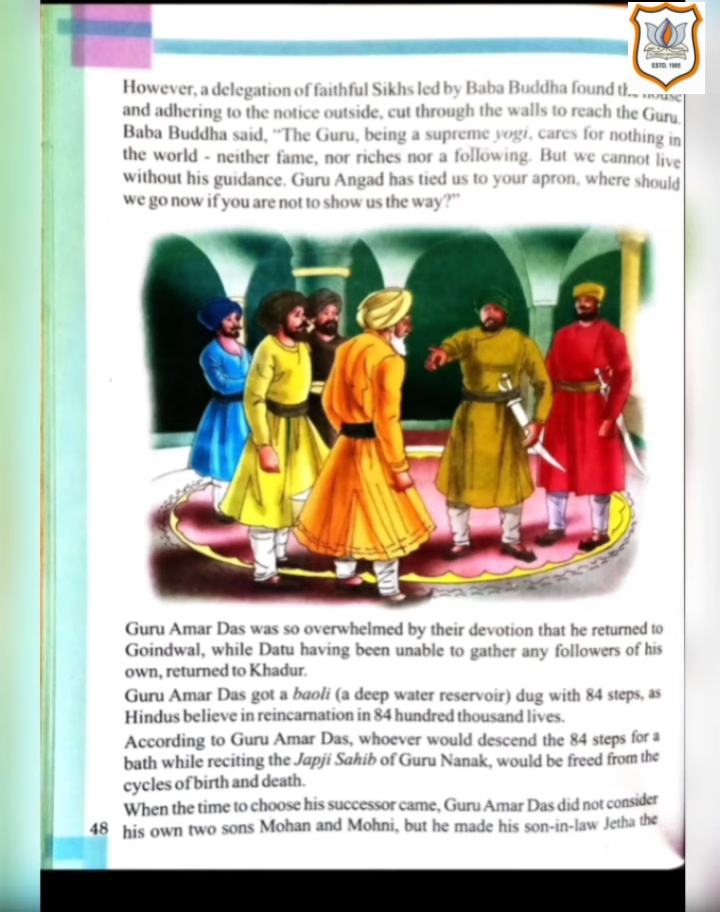 ESTD. 1985
However, a delegation of faithful Sikhs led by Baba Buddha found the house
and adhering to the notice outside, cut through the walls to reach the Guru.
Baba Buddha said, "The Guru, being a supreme yogi, cares for nothing in
the world - neither fame, nor riches nor a following. But we cannot live
without his guidance. Guru Angad has tied us to your apron, where should
we go now if you are not to show us the way?"
Guru Amar Das was so overwhelmed by their devotion that he returned to
Goindwal, while Datu having been unable to gather any followers of his
own, returned to Khadur.
Guru Amar Das got a baoli (a deep water reservoir) dug with 84 steps, as
Hindus believe in reincarnation in 84 hundred thousand lives.
According to Guru Amar Das, whoever would descend the 84 steps for a
bath while reciting the Japji Sahib of Guru Nanak, would be freed from the
cycles of birth and death.
When the time to choose his successor came, Guru Amar Das did not consider
48 his own two sons Mohan and Mohni, but he made his son-in-law Jetha the